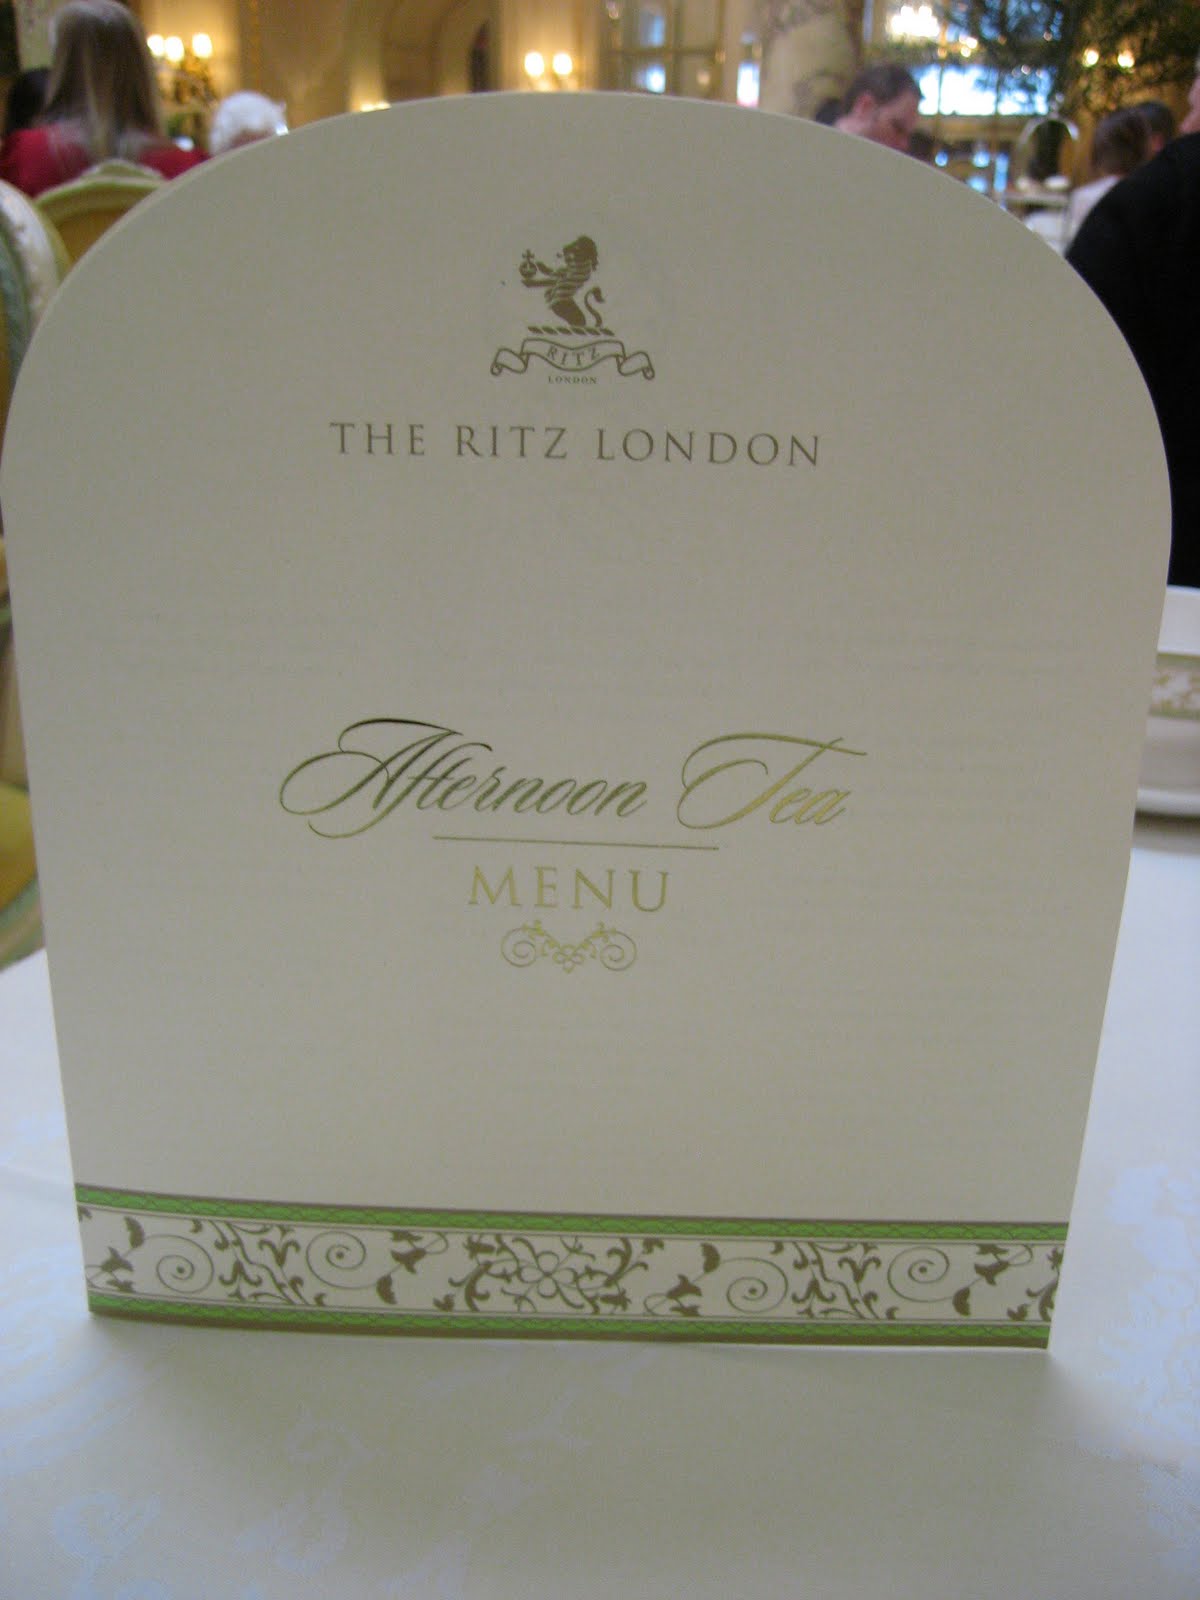 RITZ
LONDON
THE RITZ LONDON
Afternoon Tea
MENU